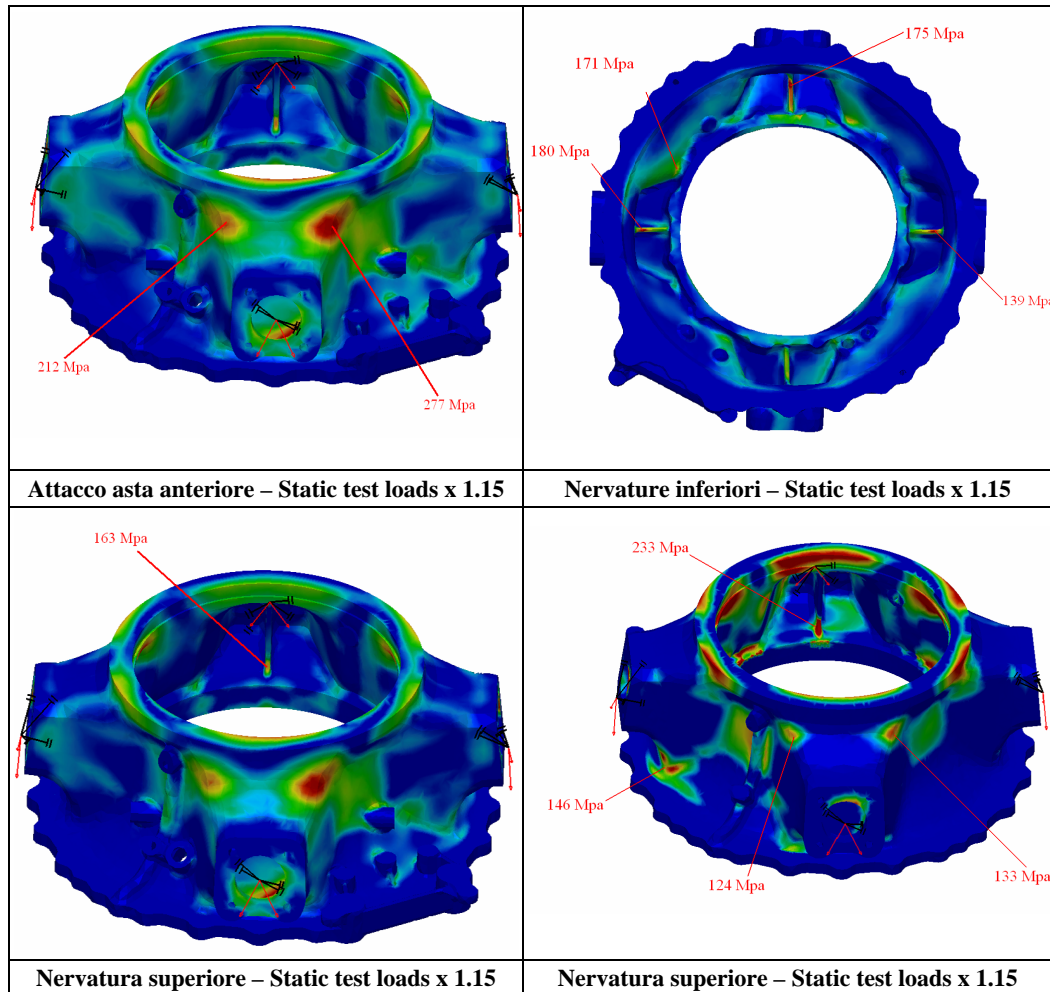 175 Mpa
171 Mpa
180 Mpa
139 Mpa
212 Mpa
277 Mpa
Attacco asta anteriore – Static test loads x 1.15
Nervature inferiori – Static test loads x 1.15
163 Mpa
233 Mpa
146 Mpa
124 Mpa
133 Mpa
Nervatura superiore – Static test loads x 1.15
Nervatura superiore – Static test loads x 1.15